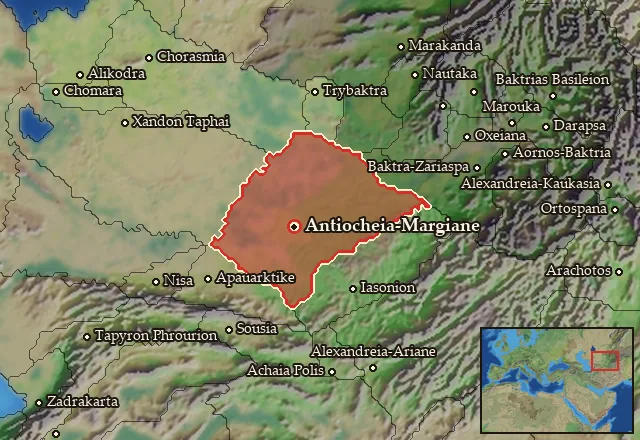 Marakanda
Chorasmia
Alikodra
Nautaka
Baktrias Basileion
Chomara
Trybaktra
Marouka
Xandon Taphai
Darapsa
Oxeiana
Aornos-Baktria
Baktra-Zariaspa
Alexandreia-Kaukasia
Ortospana
Antiocheia-Margiane
Arachotos
Nisa
Apauarktike
Iasonion
Sousia
Tapyron Phrourion
Alexandreia-Ariane
Achaia Polis
Zadrakarta